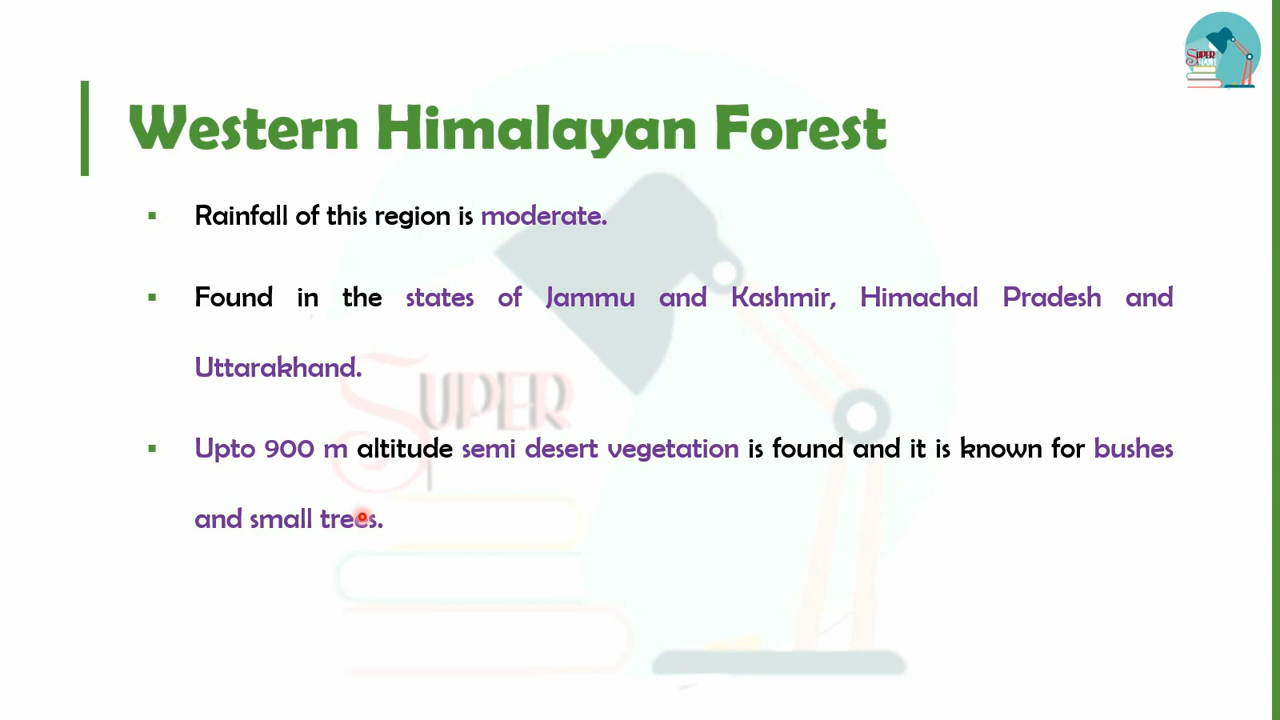 Western Himalayan Forest
▪ Rainfall of this region is moderate.
▪ Found in the states of Jammu and Kashmir, Himachal Pradesh and
Uttarakhand.
▪ Upto 900 m altitude semi desert vegetation is found and it is known for bushes
and small trees.
SUPER